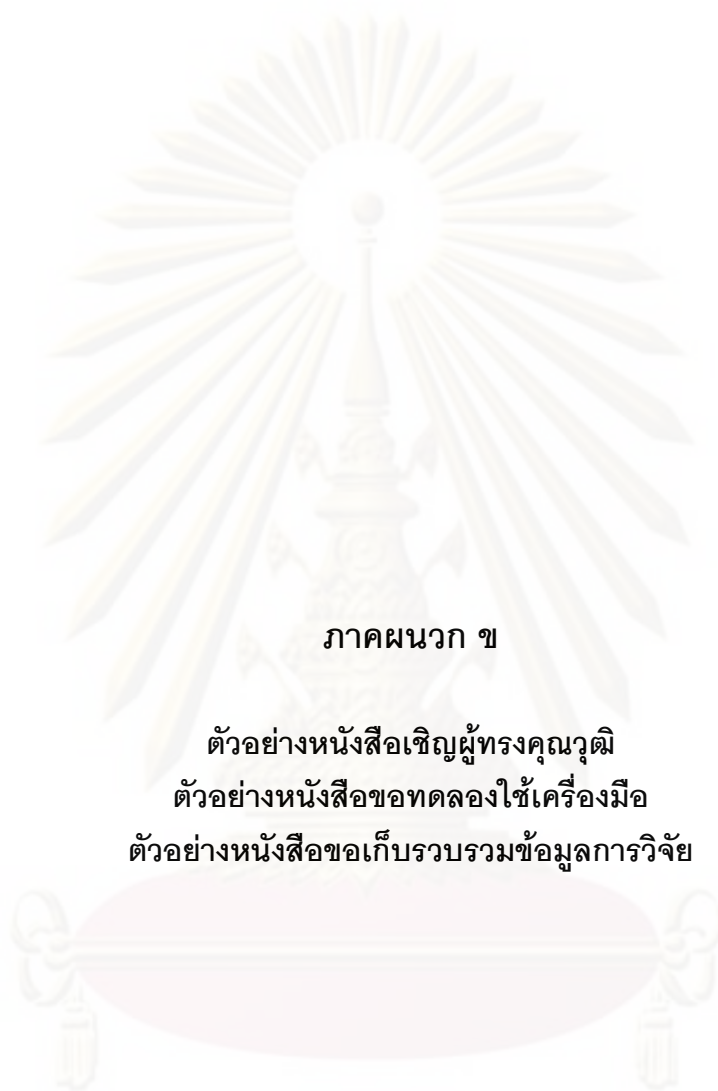 ภาคผนวก ข
ตัวอย่างหนังสือเชิญผู้ทรงคุณวุฒิ
ตัวอย่างหนังสือขอทดลองใช้เครื่องมือ
ตัวอย่างหนังสือขอเก็บรวบรวมข้อมูลการวิจัย